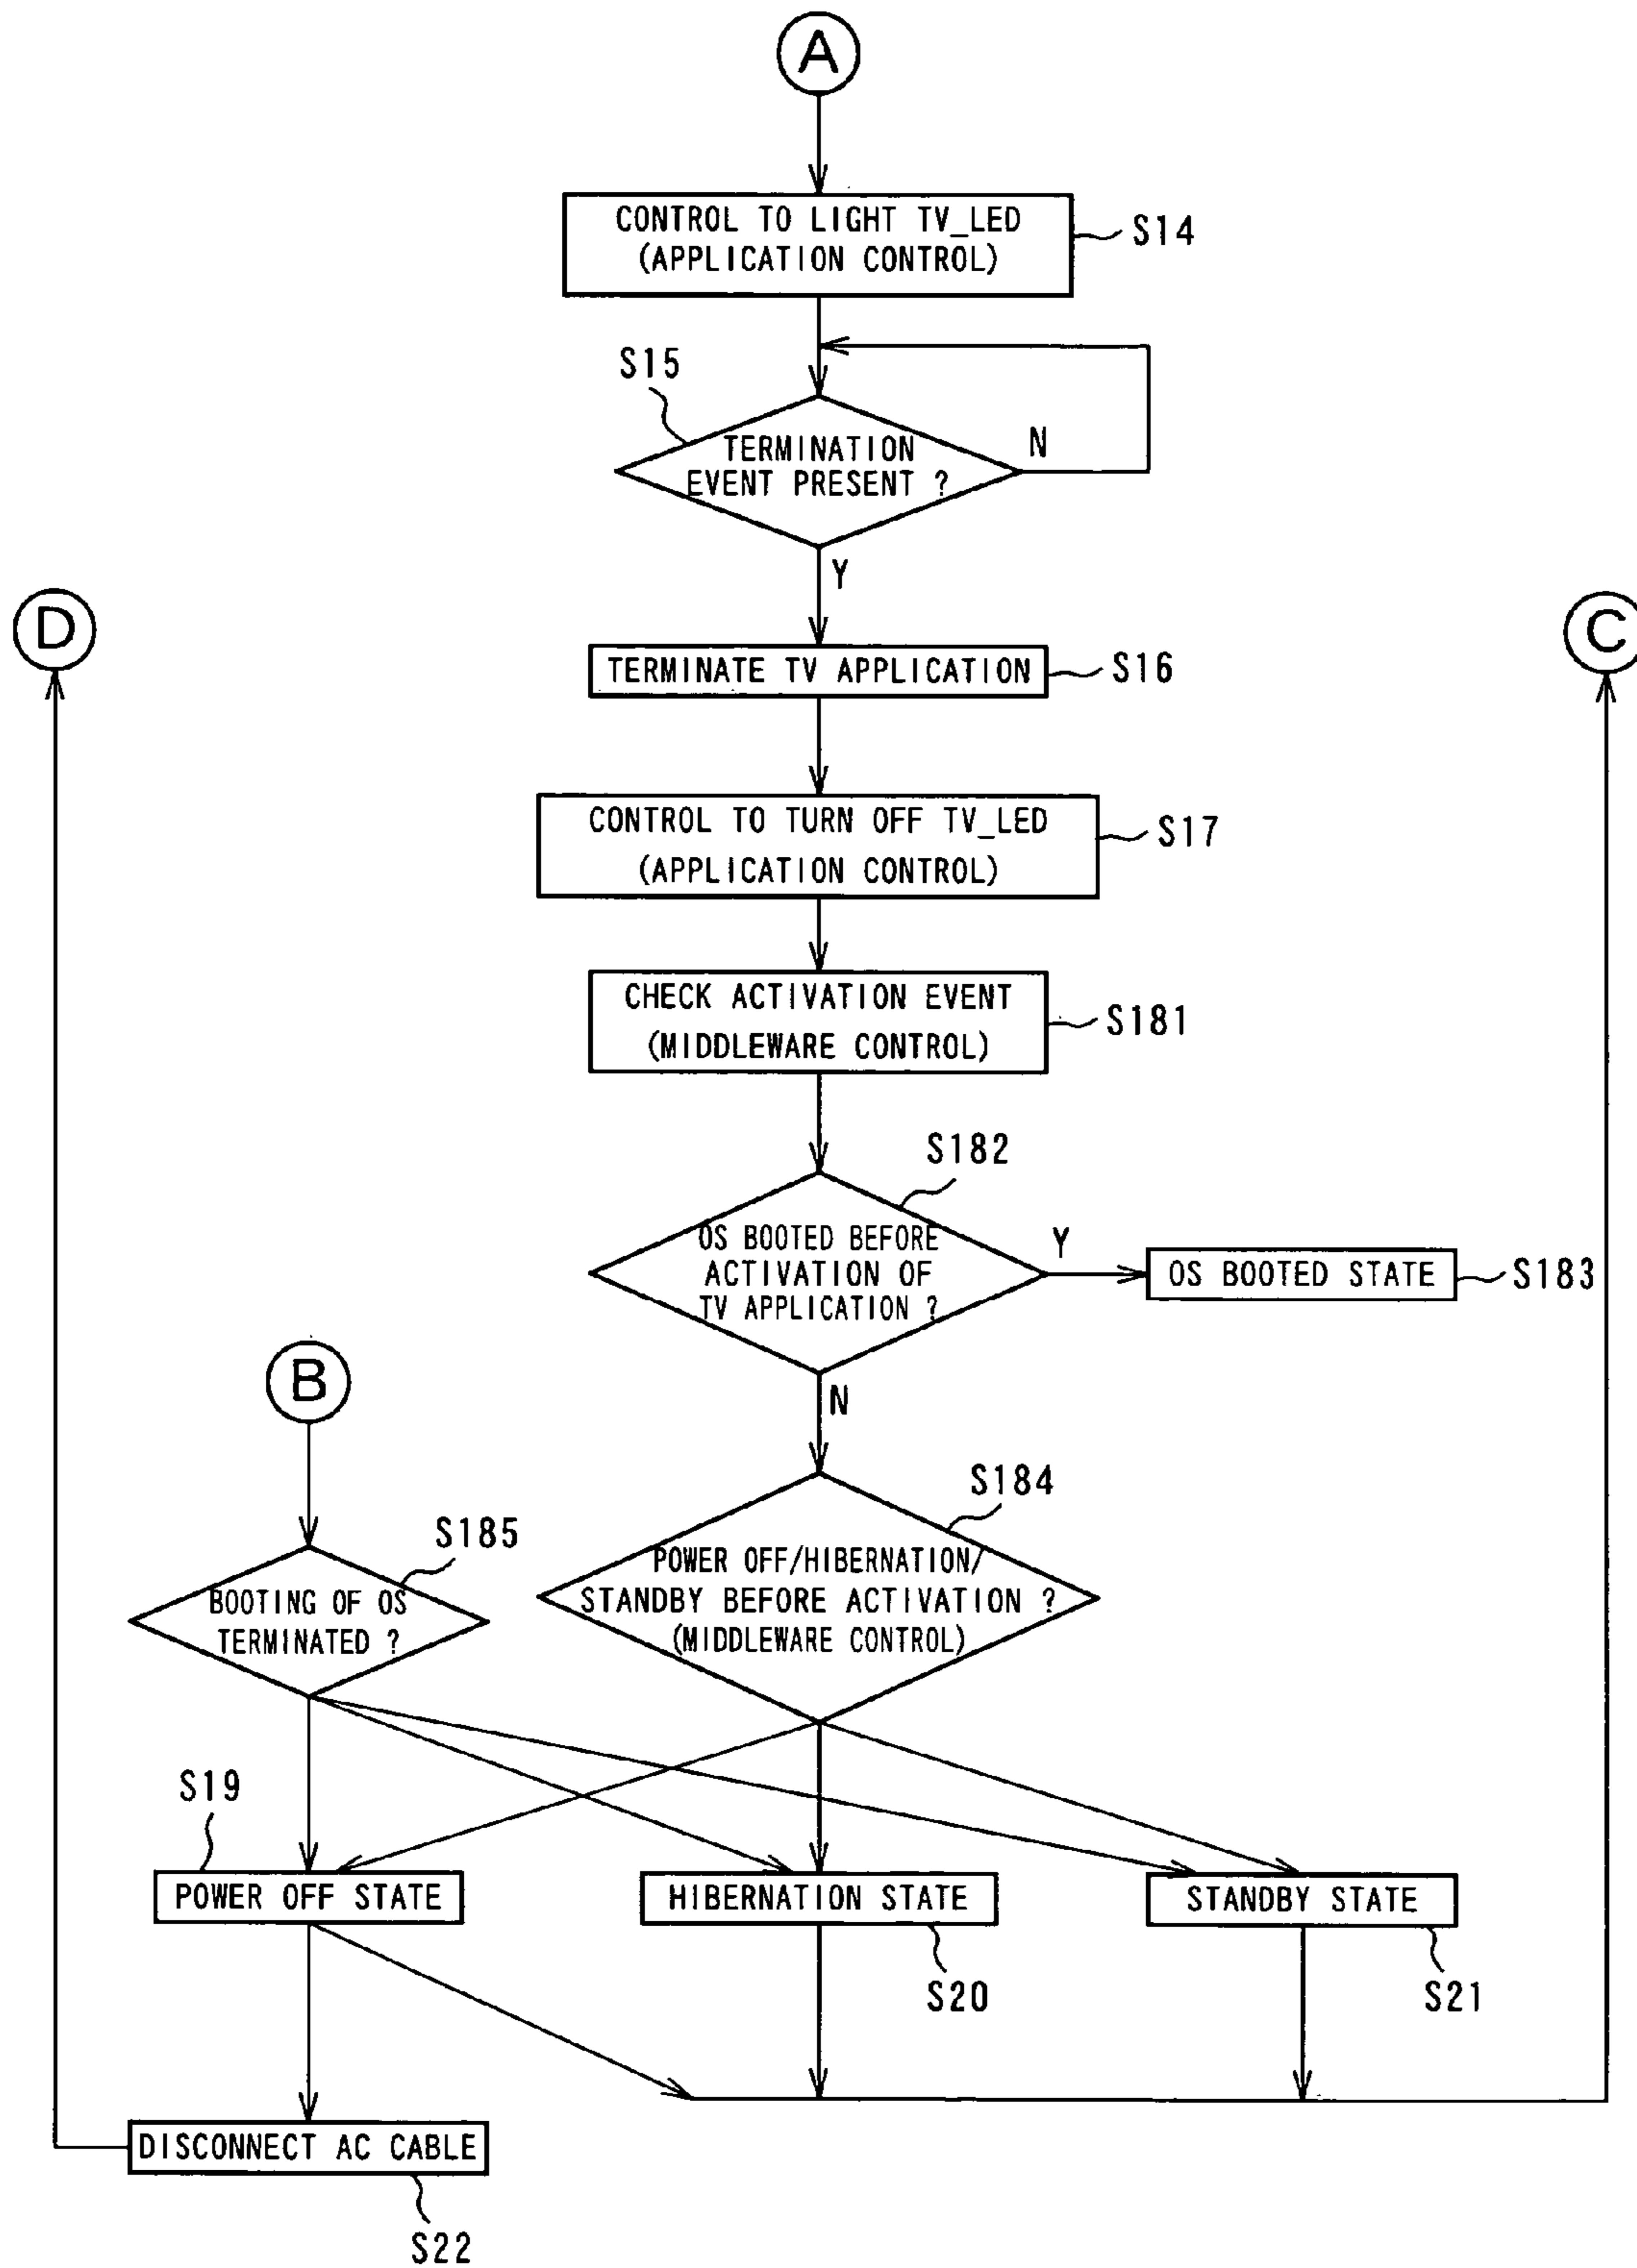 A
CONTROL TO LIGHT TV_LED
(APPLICATION CONTROL)
S14
S15
TERMINATION
EVENT PRESENT ?
N
Y
D
C
TERMINATE TV APPLICATION
S16
CONTROL TO TURN OFF TV_LED
(APPLICATION CONTROL)
S17
CHECK ACTIVATION EVENT
(MIDDLEWARE CONTROL)
S181
S182
OS BOOTED BEFORE
ACTIVATION OF
TV APPLICATION ?
Y
OS BOOTED STATE
S183
N
B
S184
POWER OFF/HIBERNATION/
STANDBY BEFORE ACTIVATION ?
(MIDDLEWARE CONTROL)
S185
BOOTING OF OS
TERMINATED ?
S19
POWER OFF STATE
HIBERNATION STATE
S20
STANDBY STATE
S21
DISCONNECT AC CABLE
S22